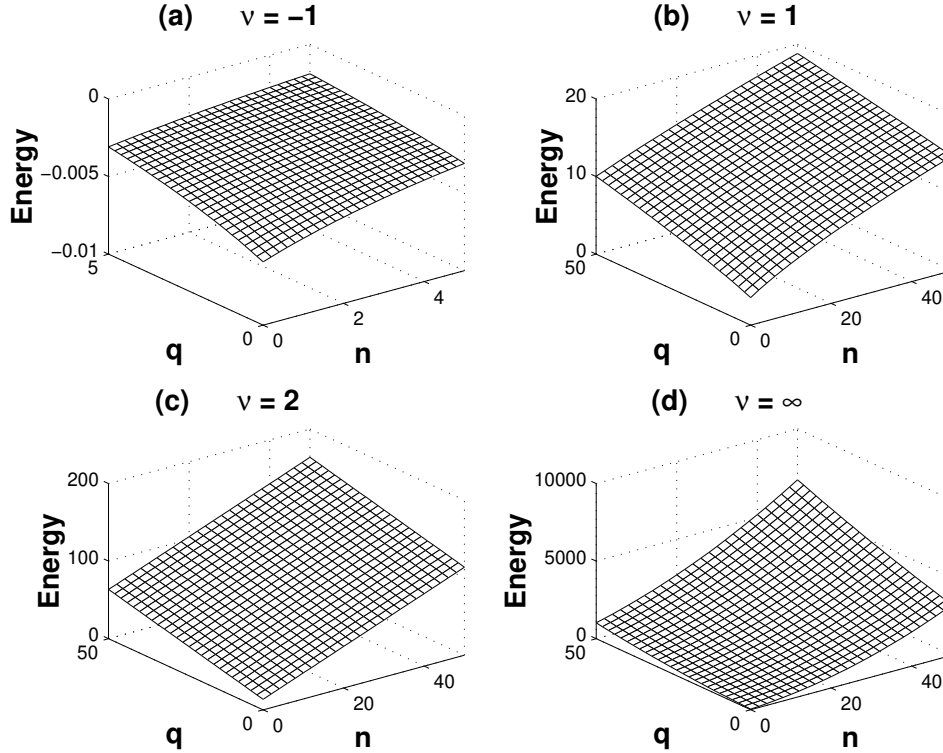 (a) ν = −1
0
−0.005
−0.01
Energy
5
0
0
2
4
q
n
(b) ν = 1
20
10
0
Energy
50
0
0
20
40
q
n
(c) ν = 2
200
100
0
Energy
50
0
0
20
40
q
n
(d) ν = ∞
10000
5000
0
Energy
50
0
0
20
40
q
n